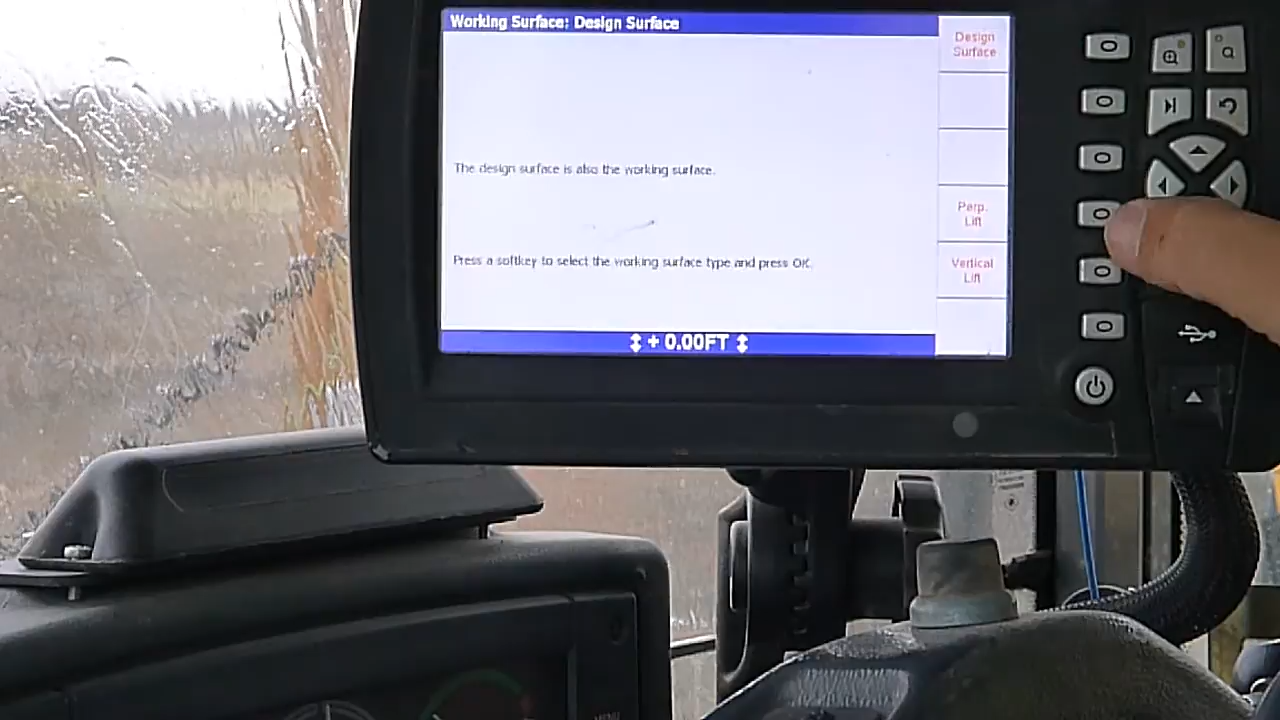 Working Surface: Design Surface
Design
Surface
The design surface is also the working surface.
Perp.
Lift
Press a softkey to select the working surface type and press OK.
Vertical
Lift
+ 0.00FT
MENU